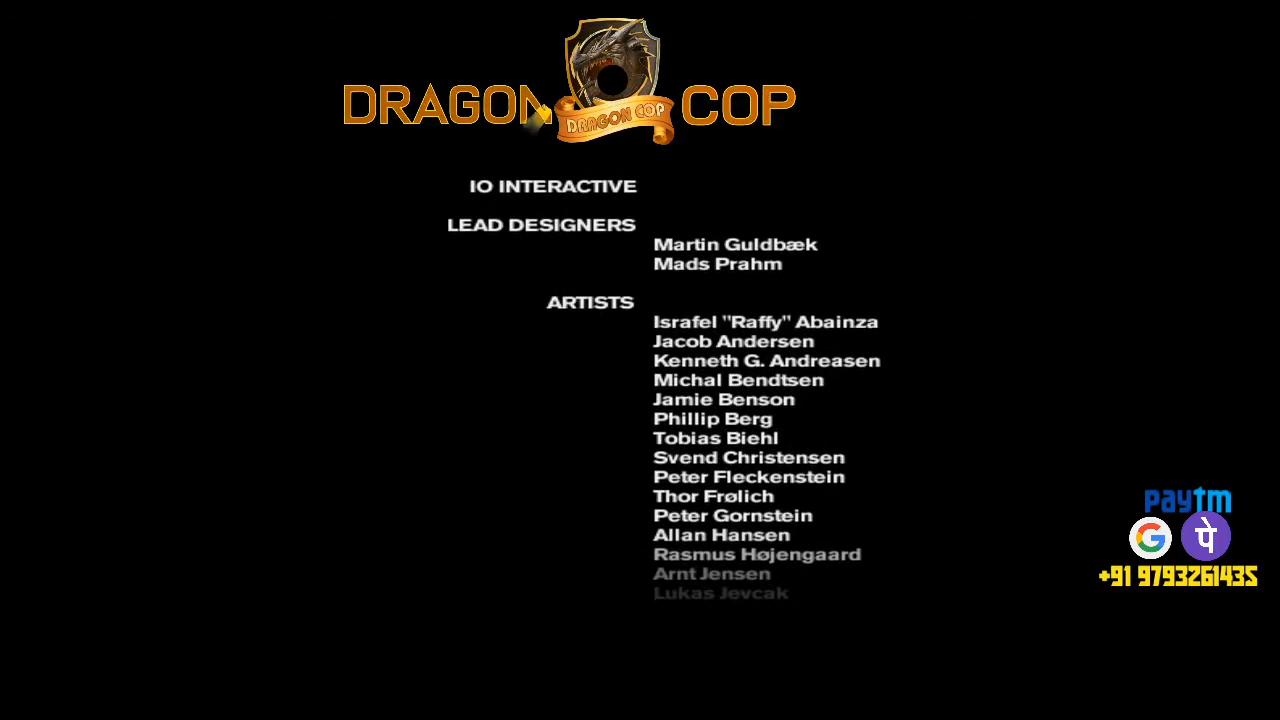 DRAGON COP
DRAGON COP
IO INTERACTIVE
LEAD DESIGNERS
Martin Guldbæk
Mads Prahm
ARTISTS
Israfel "Raffy" Abainza
Jacob Andersen
Kenneth G. Andreasen
Michal Bendtsen
Jamie Benson
Phillip Berg
Tobias Biehl
Svend Christensen
Peter Fleckenstein
Thor Frølich
Peter Gornstein
Allan Hansen
Rasmus Højengaard
Arnt Jensen
Lukas Jevcak
paytm
G पे
+91 9793261435